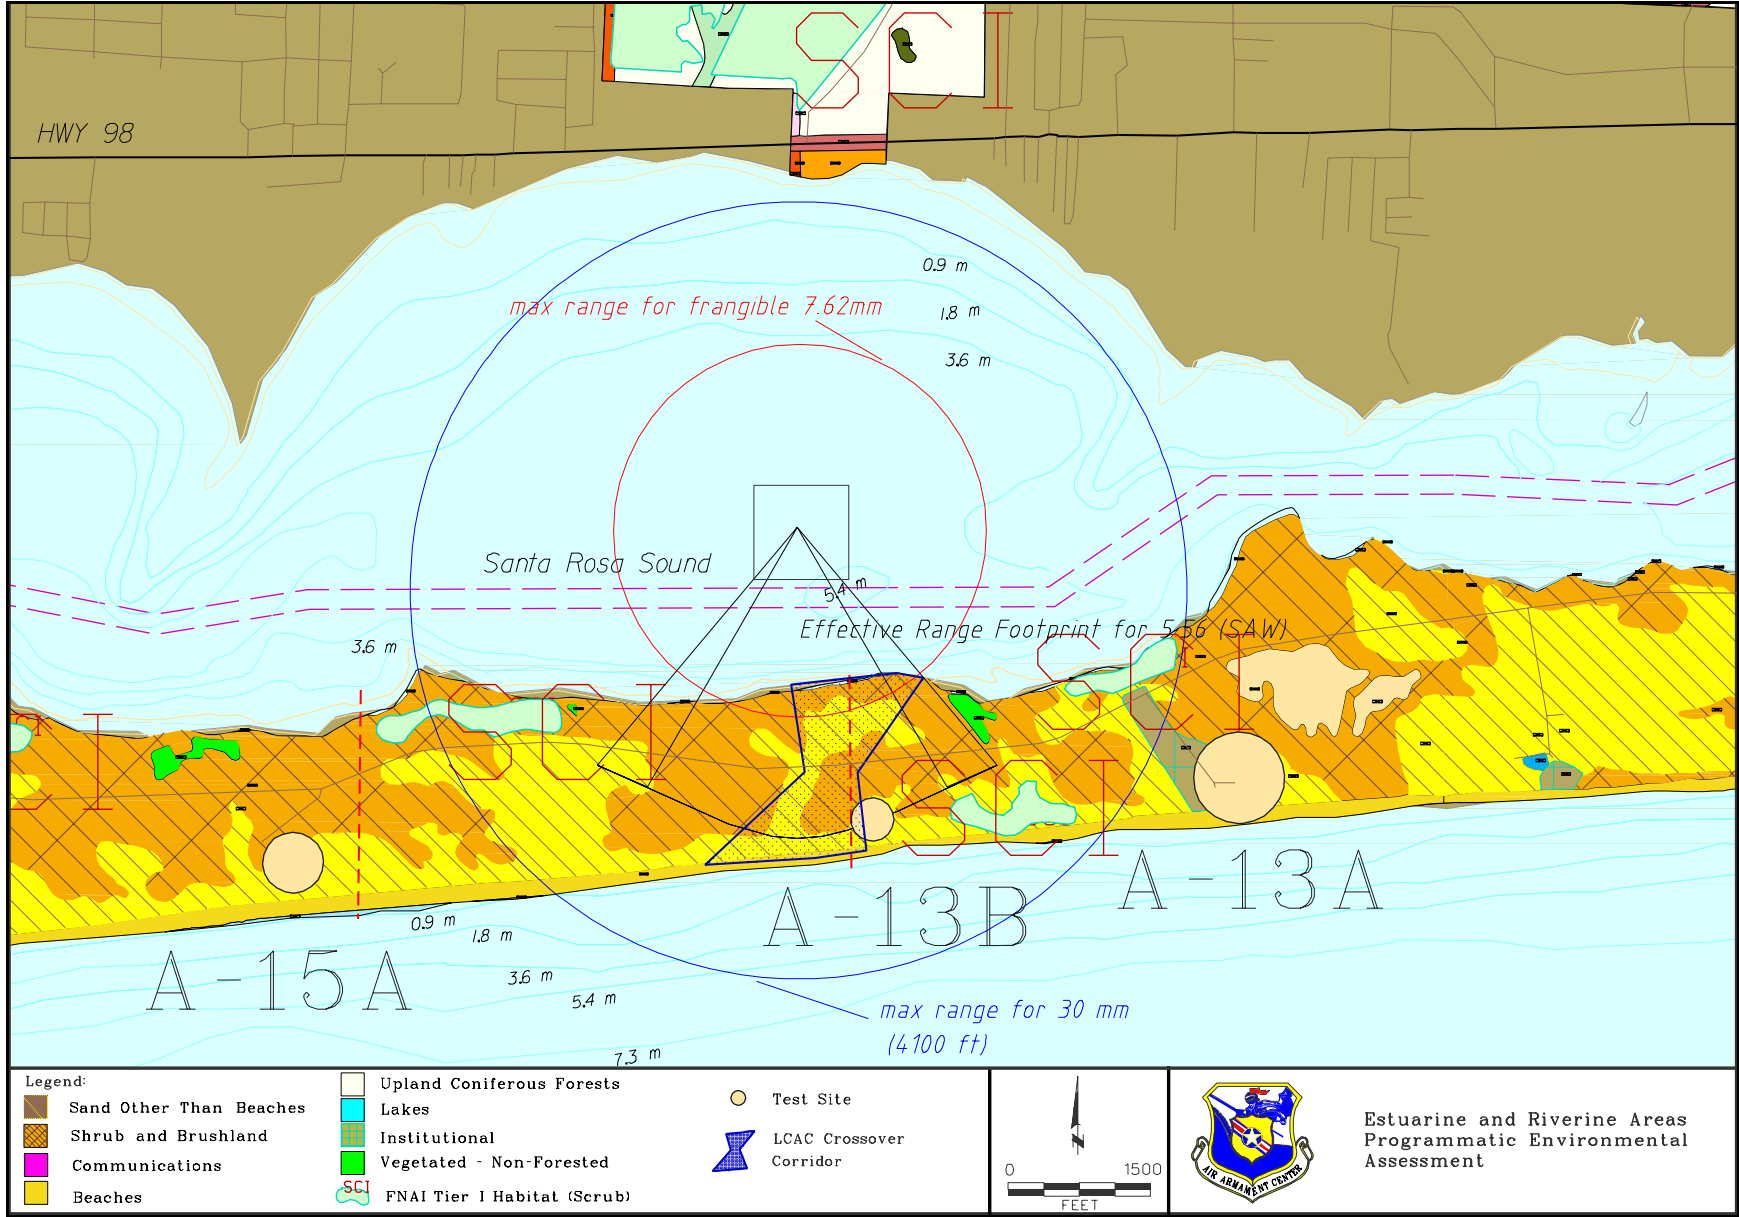 SCI
HWY 98
0.9 m
max range for frangible 7.62mm
1.8 m
3.6 m
Santa Rosa Sound
5.4 m
Effective Range Footprint for 5.56 (SAW)
3.6 m
SCI
SCI
SCI
SCI
A-13A
A-13B
0.9 m
1.8 m
A-15A
3.6 m
5.4 m
max range for 30 mm
(4100 ft)
7.3 m
Legend:
Sand Other Than Beaches
Shrub and Brushland
Communications
Beaches
Upland Coniferous Forests
Lakes
Institutional
Vegetated - Non-Forested
SCI
FNAI Tier I Habitat (Scrub)
Test Site
LCAC Crossover
Corridor
0 1500
FEET
AIR ARMAMENT CENTER
Estuarine and Riverine Areas
Programmatic Environmental
Assessment